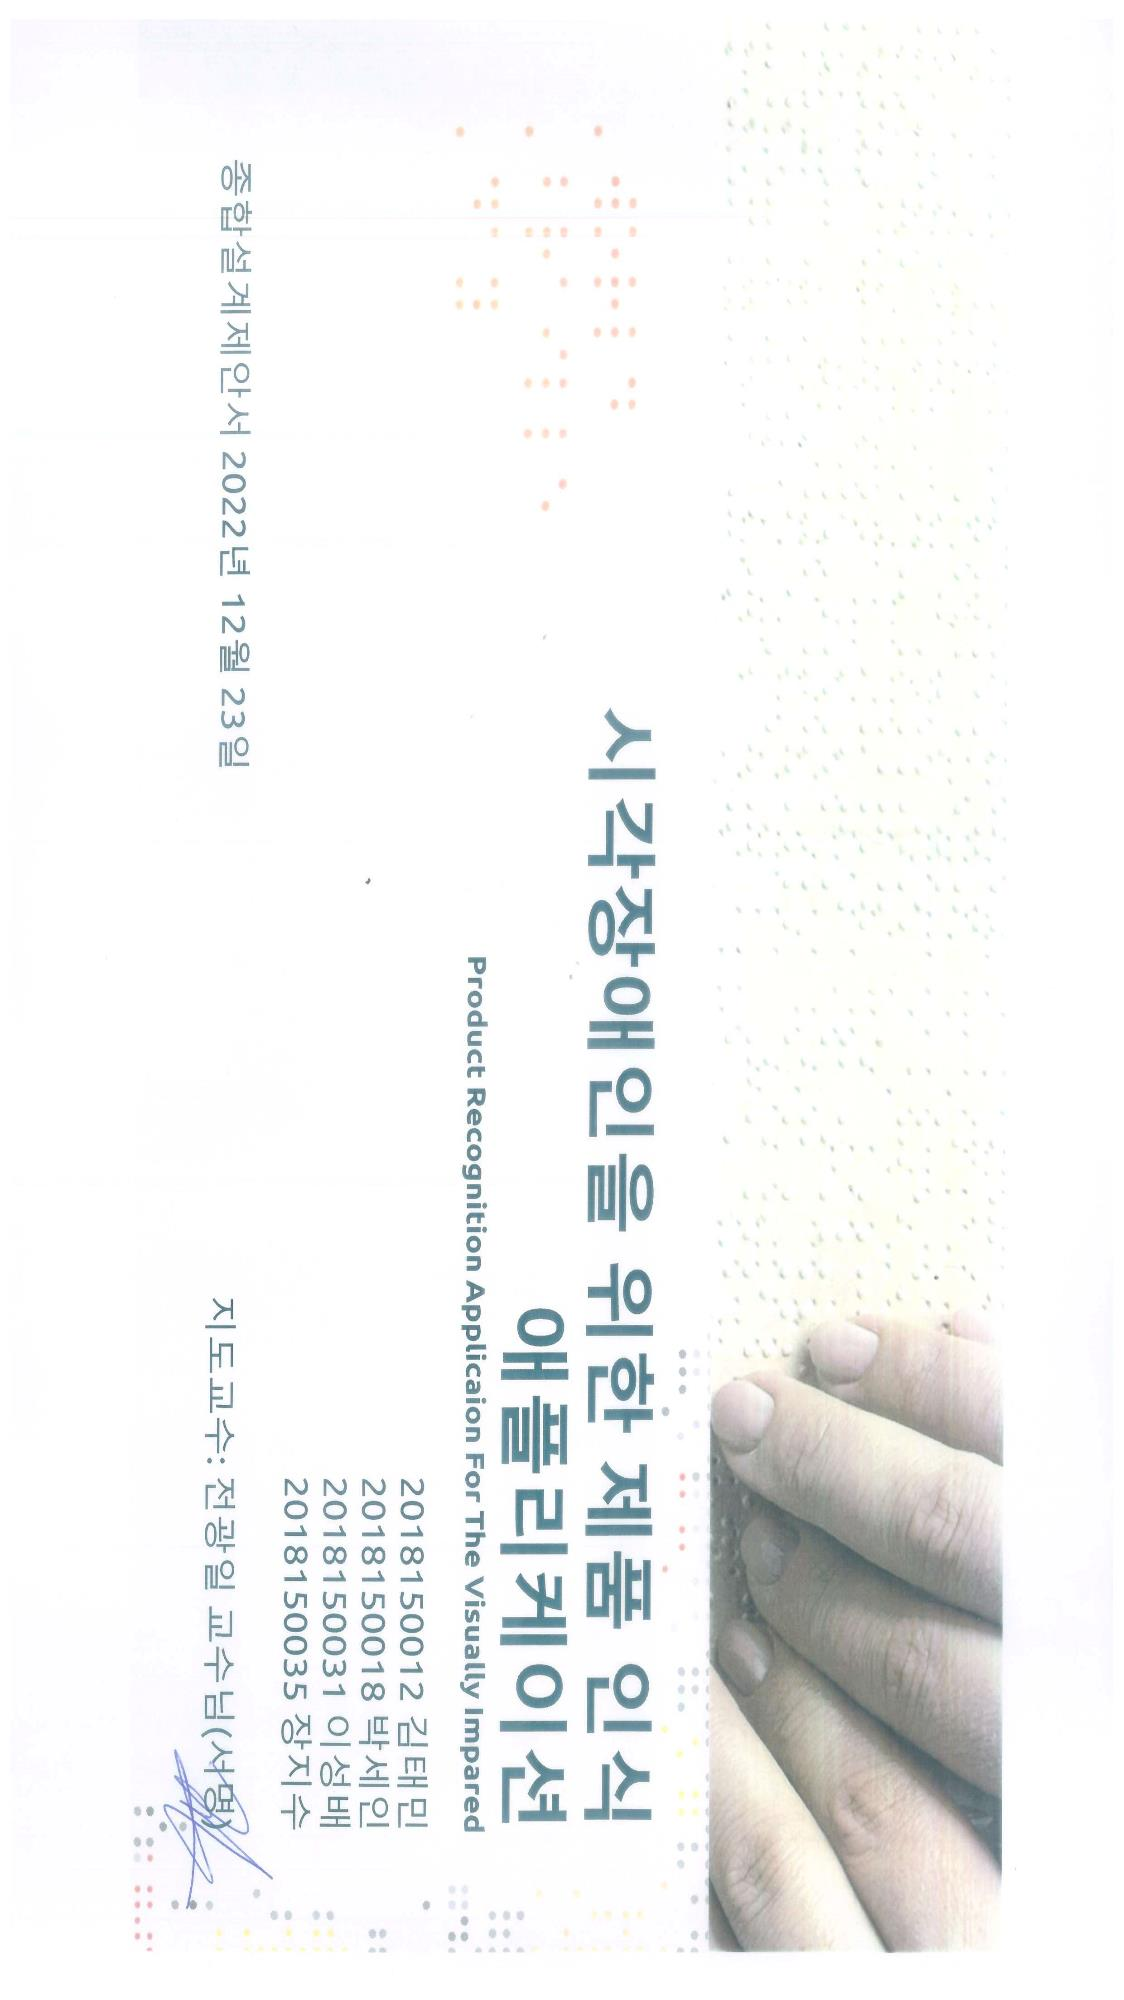 시각장애인을 위한 제품 인식
애플리케이션
Product Recognition Applicaion For The Visually Impared
2018150012 김태민
2018150018 박세인
2018150031 이성배
2018150035 장지수
종합설계제안서 2022년 12월 23일
지도교수: 전광일 교수님(서명)